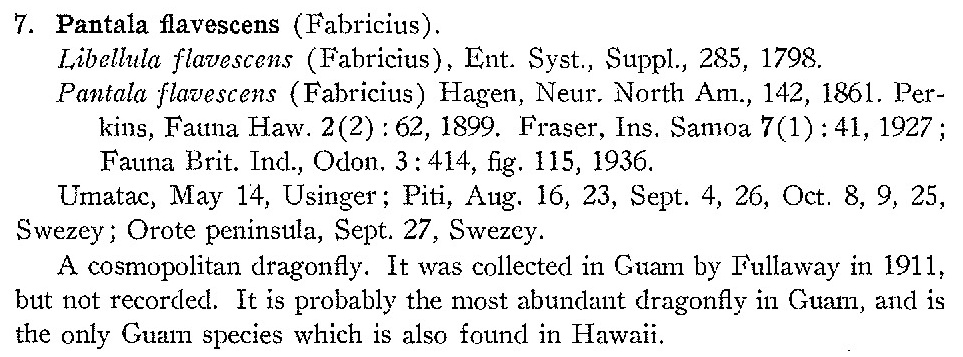 7. Pantala flavescens (Fabricius).
Libellula flavescens (Fabricius), Ent. Syst., Suppl., 285, 1798.
Pantala flavescens (Fabricius) Hagen, Neur. North Am., 142, 1861. Per-
kins, Fauna Haw. 2(2) : 62, 1899. Fraser, Ins. Samoa 7(1) : 41, 1927;
Fauna Brit. Ind., Odon. 3 : 414, fig. 115, 1936.
Umatac, May 14, Usinger; Piti, Aug. 16, 23, Sept. 4, 26, Oct. 8, 9, 25,
Swezey; Orote peninsula, Sept. 27, Swezey.
A cosmopolitan dragonfly. It was collected in Guam by Fullaway in 1911,
but not recorded. It is probably the most abundant dragonfly in Guam, and is
the only Guam species which is also found in Hawaii.